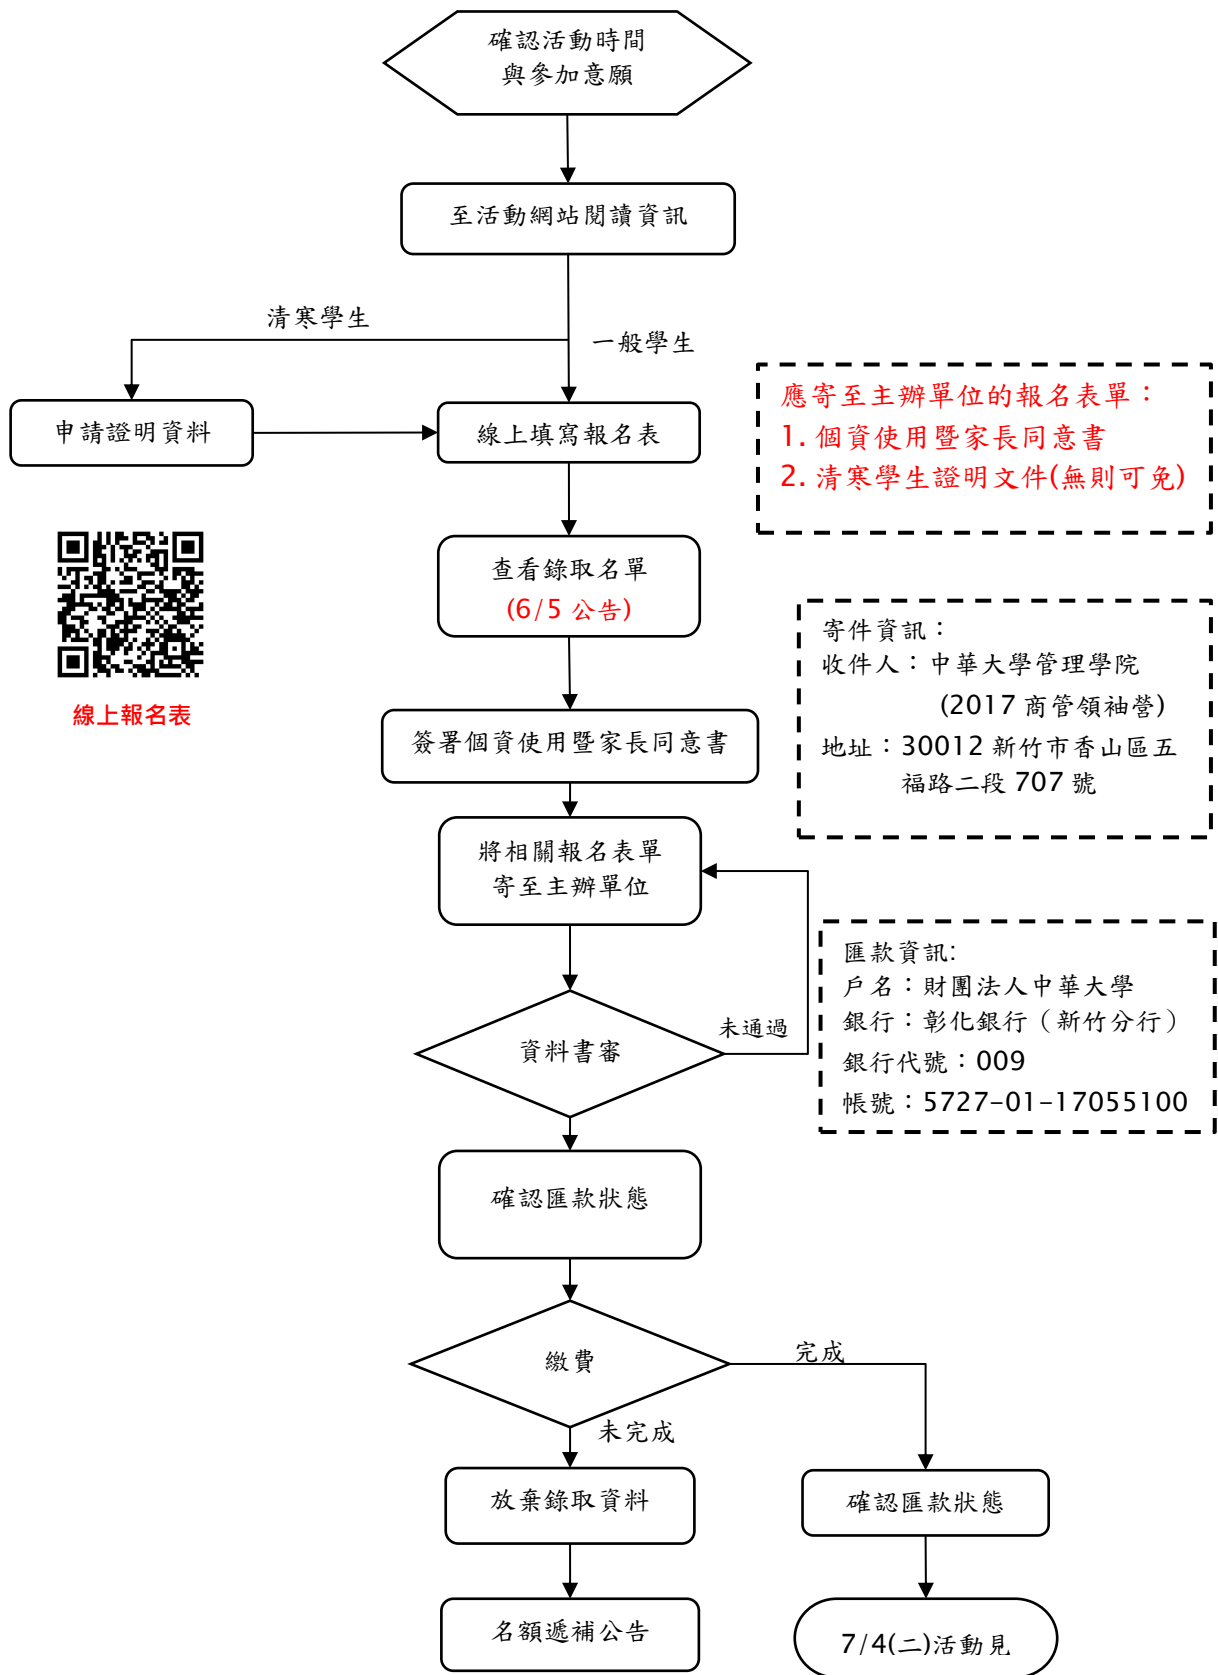 確認活動時間
與參加意願
至活動網站閱讀資訊
清寒學生
一般學生
申請證明資料
線上填寫報名表
應寄至主辦單位的報名表單：
1. 個資使用暨家長同意書
2. 清寒學生證明文件(無則可免)
線上報名表
查看錄取名單
(6/5 公告)
寄件資訊：
收件人：中華大學管理學院
(2017 商管領袖營)
地址：30012 新竹市香山區五
福路二段 707 號
簽署個資使用暨家長同意書
將相關報名表單
寄至主辦單位
匯款資訊:
戶名：財團法人中華大學
銀行：彰化銀行（新竹分行）
銀行代號：009
帳號：5727-01-17055100
資料書審
未通過
確認匯款狀態
繳費
完成
未完成
放棄錄取資料
確認匯款狀態
名額遞補公告
7/4(二)活動見